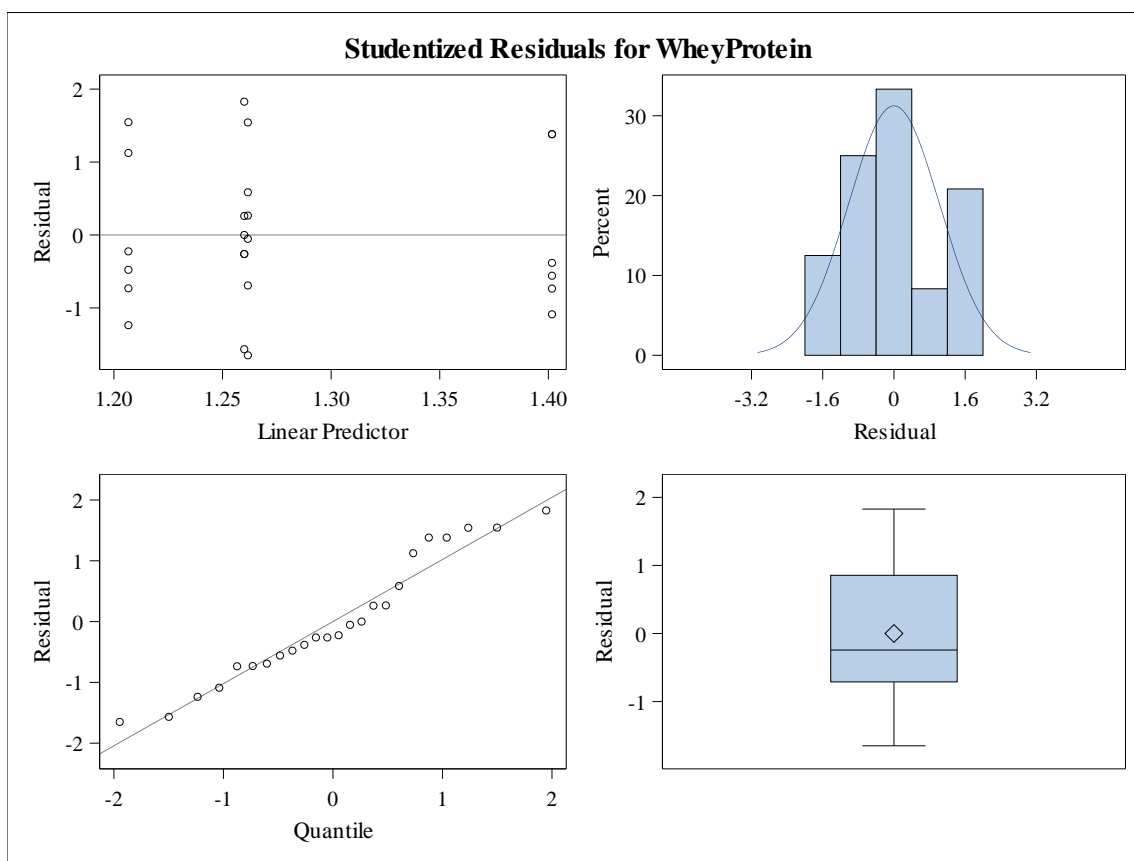 Studentized Residuals for WheyProtein
2
1
0
-1
Residual
1.20 1.25 1.30 1.35 1.40
Linear Predictor
30
20
10
0
Percent
-3.2 -1.6 0 1.6 3.2
Residual
2
1
0
-1
-2
Residual
-2 -1 0 1 2
Quantile
2
1
0
-1
Residual